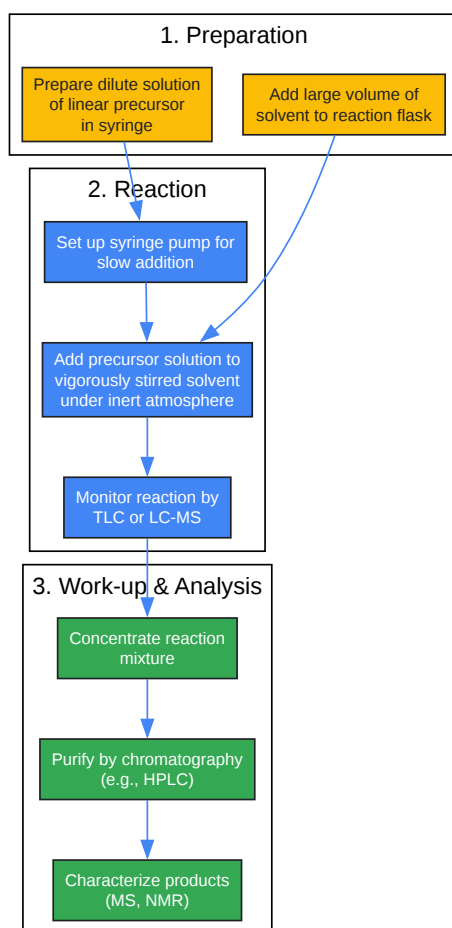 1. Preparation
Prepare dilute solution
of linear precursor
in syringe
Add large volume of
solvent to reaction flask
2. Reaction
Set up syringe pump for
slow addition
Add precursor solution to
vigorously stirred solvent
under inert atmosphere
Monitor reaction by
TLC or LC-MS
3. Work-up & Analysis
Concentrate reaction
mixture
Purify by chromatography
(e.g., HPLC)
Characterize products
(MS, NMR)